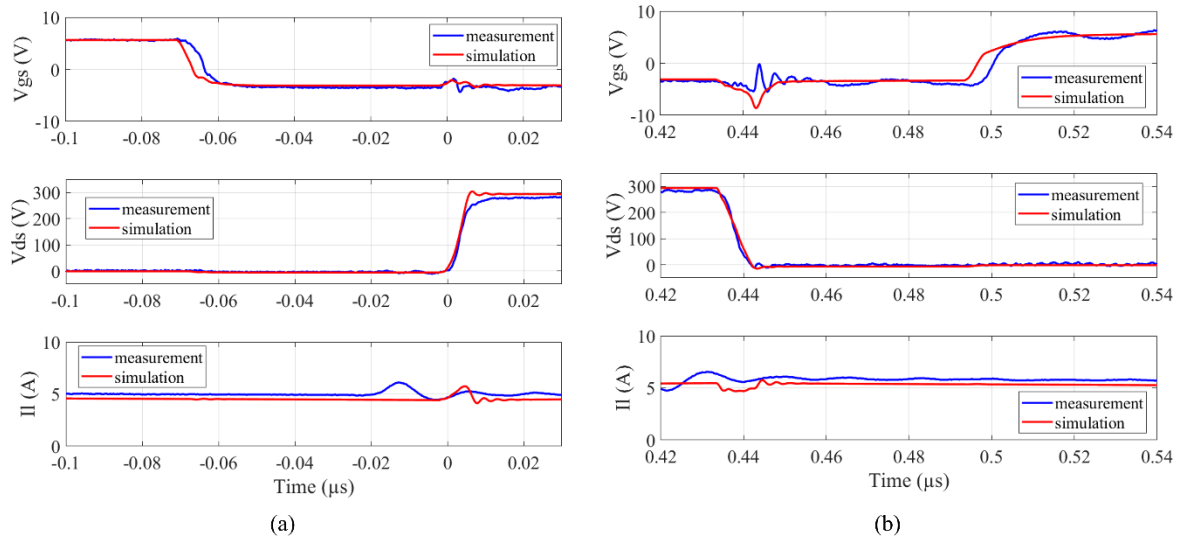 10
0
-10
Vgs (V)
measurement
simulation
-0.1 -0.08 -0.06 -0.04 -0.02 0 0.02
300
200
100
0
Vds (V)
measurement
simulation
-0.1 -0.08 -0.06 -0.04 -0.02 0 0.02
10
5
0
Il (A)
measurement
simulation
-0.1 -0.08 -0.06 -0.04 -0.02 0 0.02
Time (µs)
(a)
10
0
-10
Vgs (V)
measurement
simulation
0.42 0.44 0.46 0.48 0.5 0.52 0.54
300
200
100
0
Vds (V)
measurement
simulation
0.42 0.44 0.46 0.48 0.5 0.52 0.54
10
5
0
Il (A)
measurement
simulation
0.42 0.44 0.46 0.48 0.5 0.52 0.54
Time (µs)
(b)